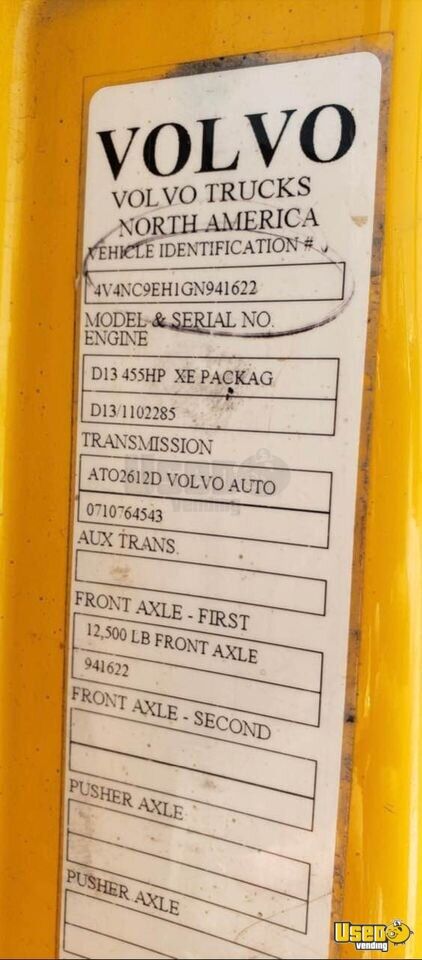 VOLVO
VOLVO TRUCKS
NORTH AMERICA
VEHICLE IDENTIFICATION #
4V4NC9EH1GN941622
MODEL & SERIAL NO.
ENGINE
D13 455HP XE PACKAG
D13/1102285
TRANSMISSION
ATO2612D VOLVO AUTO
0710764543
AUX TRANS.
FRONT AXLE - FIRST
12,500 LB FRONT AXLE
941622
FRONT AXLE - SECOND
PUSHER AXLE
PUSHER AXLE
USED
vending
Used
vending